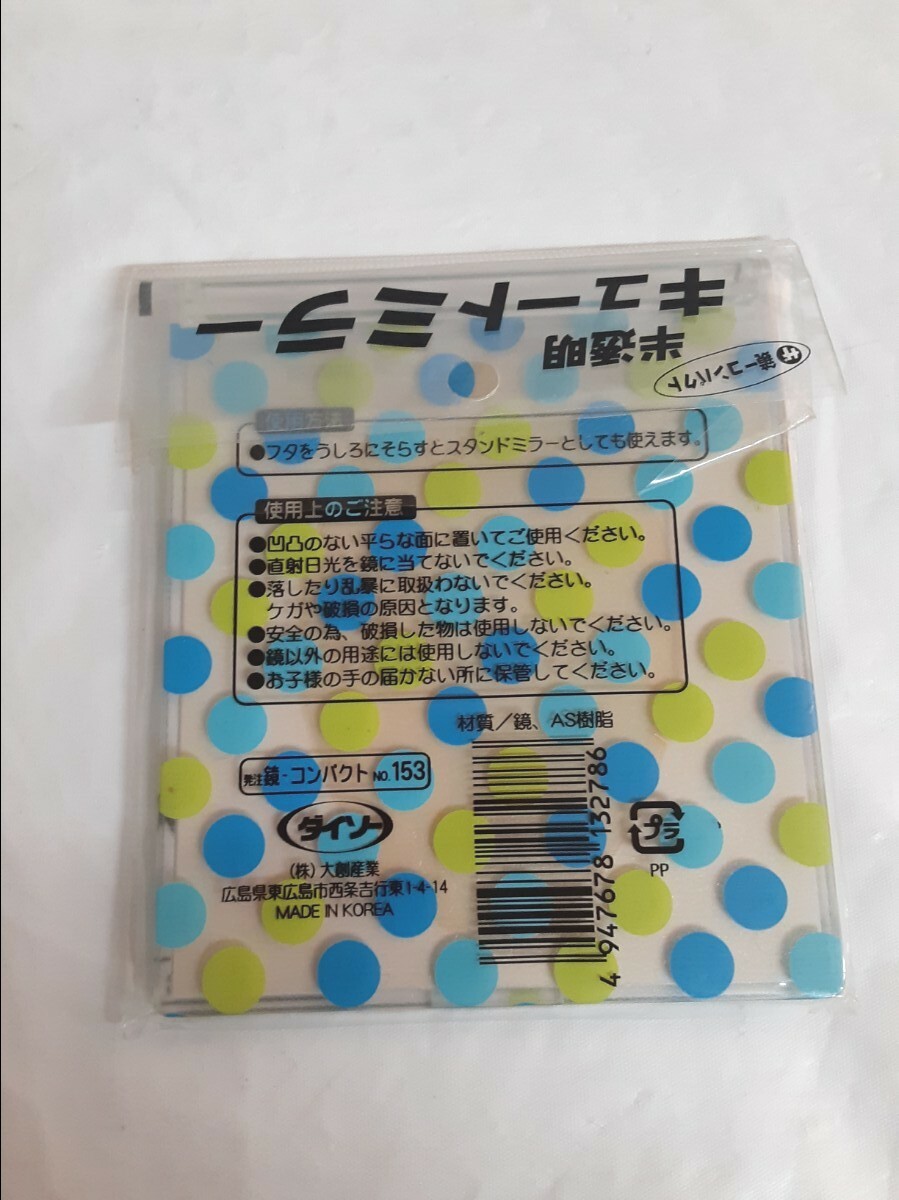 キュートミラー
半透明
㊛鏡ーコンパクト
使用方法
●フタをうしろにそらすとスタンドミラーとしても使えます。
使用上のご注意
●凹凸のない平らな面に置いてご使用ください。
●直射日光を鏡に当てないでください。
●落したり乱暴に取扱わないでください。
ケガや破損の原因となります。
●安全の為、破損した物は使用しないでください。
●鏡以外の用途には使用しないでください。
●お子様の手の届かない所に保管してください。
材質／鏡、AS樹脂
発注 鏡-コンパクト NO.153
ダイソー
(株) 大創産業
広島県東広島市西条吉行東1-4-14
MADE IN KOREA
4 947678 132786
プラ
PP